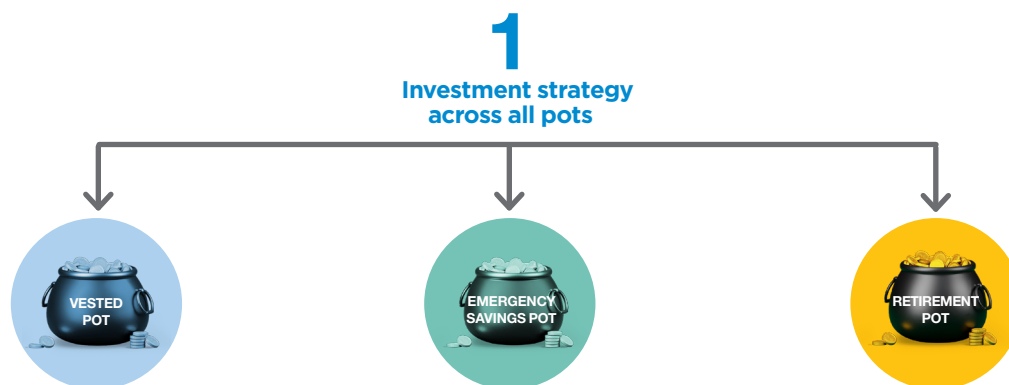 1
Investment strategy
across all pots
VESTED
POT
EMERGENCY
SAVINGS POT
RETIREMENT
POT